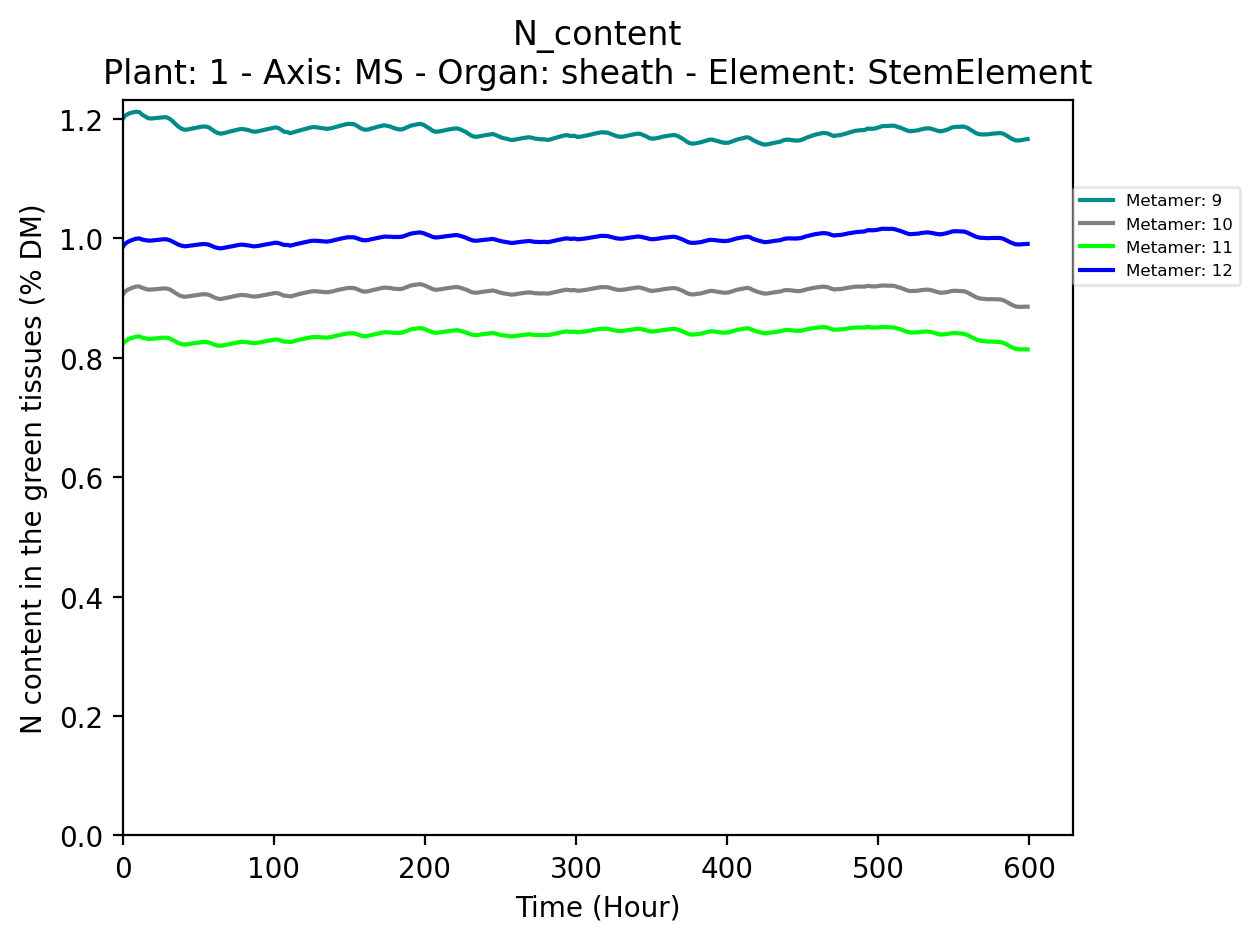 N_content
Plant: 1 - Axis: MS - Organ: sheath - Element: StemElement
N content in the green tissues (% DM)
1.2
1.0
0.8
0.6
0.4
0.2
0.0
0
100
200
300
400
500
600
Time (Hour)
Metamer: 9
Metamer: 10
Metamer: 11
Metamer: 12